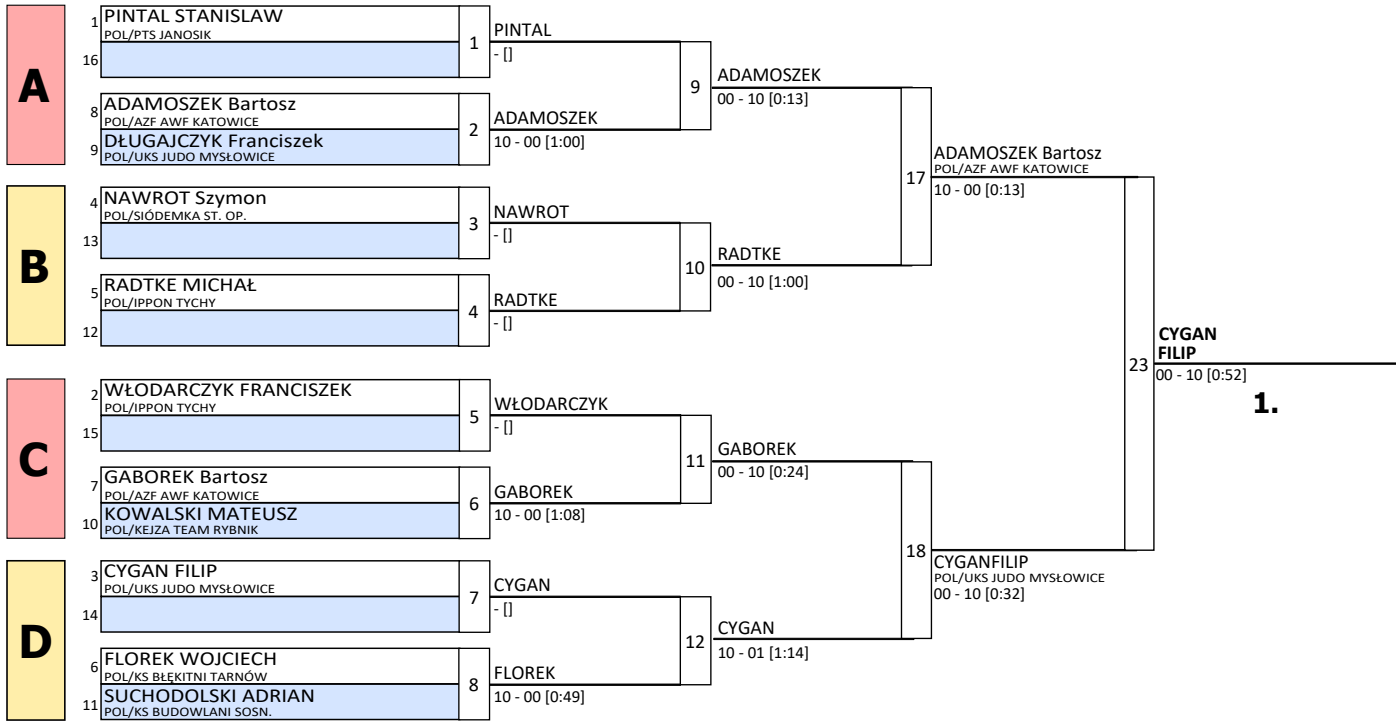 A
1 PINTAL STANISLAW
POL/PTS JANOSIK
16
1
PINTAL
- []
8 ADAMOSZEK Bartosz
POL/AZF AWF KATOWICE
9 DŁUGAJCZYK Franciszek
POL/UKS JUDO MYSŁOWICE
2
ADAMOSZEK
10 - 00 [1:00]
9
ADAMOSZEK
00 - 10 [0:13]
B
4 NAWROT Szymon
POL/SIÓDEMKA ST. OP.
13
3
NAWROT
- []
5 RADTKE MICHAŁ
POL/IPPON TYCHY
12
4
RADTKE
- []
10
RADTKE
00 - 10 [1:00]
17
ADAMOSZEK Bartosz
POL/AZF AWF KATOWICE
10 - 00 [0:13]
C
2 WŁODARCZYK FRANCISZEK
POL/IPPON TYCHY
15
5
WŁODARCZYK
- []
7 GABOREK Bartosz
POL/AZF AWF KATOWICE
10 KOWALSKI MATEUSZ
POL/KEJZA TEAM RYBNIK
6
GABOREK
10 - 00 [1:08]
11
GABOREK
00 - 10 [0:24]
D
3 CYGAN FILIP
POL/UKS JUDO MYSŁOWICE
14
7
CYGAN
- []
6 FLOREK WOJCIECH
POL/KS BŁĘKITNI TARNÓW
11 SUCHODOLSKI ADRIAN
POL/KS BUDOWLANI SOSN.
8
FLOREK
10 - 00 [0:49]
12
CYGAN
10 - 01 [1:14]
18
CYGANFILIP
POL/UKS JUDO MYSŁOWICE
00 - 10 [0:32]
23
CYGAN
FILIP
00 - 10 [0:52]
1.